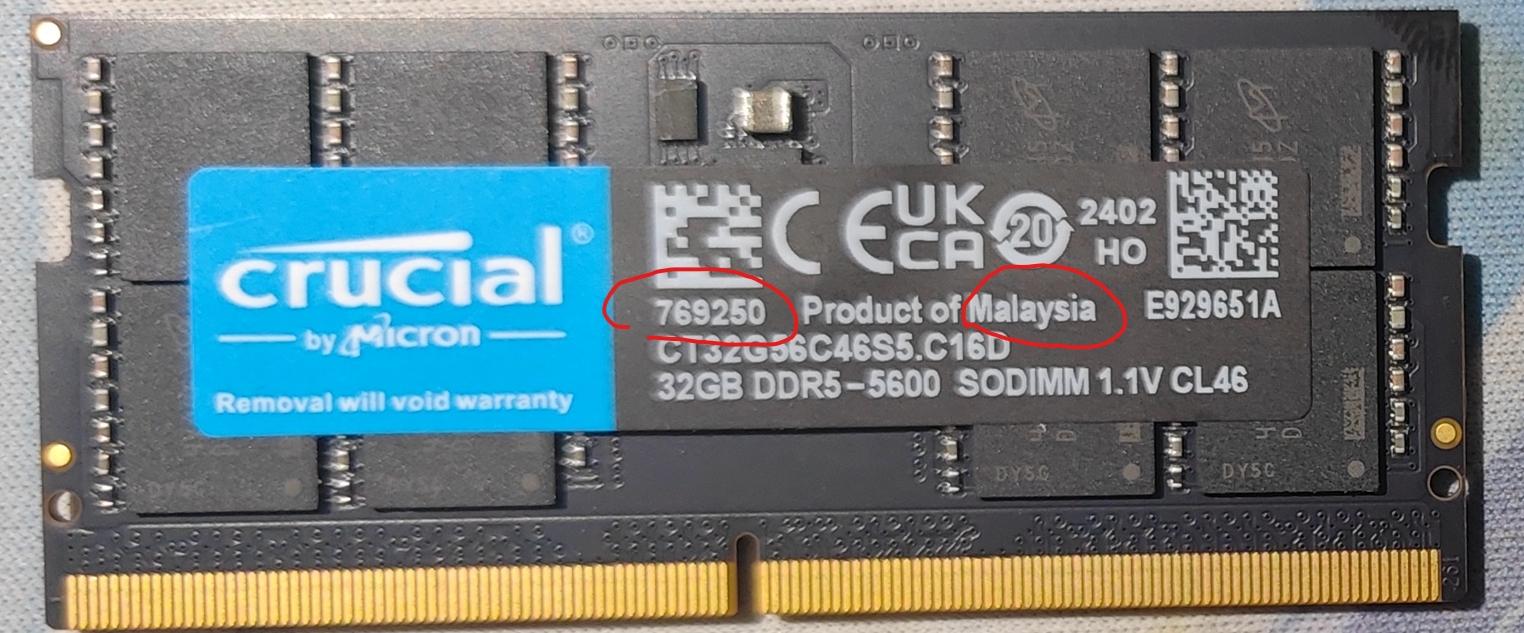 crucial®
by Micron
Removal will void warranty
CE UK CA 20 2402
HO
769250 Product of Malaysia E929651A
CT32G56C46S5.C16D
32GB DDR5-5600 SODIMM 1.1V CL46
DY5C
DY5C
DY5C
261